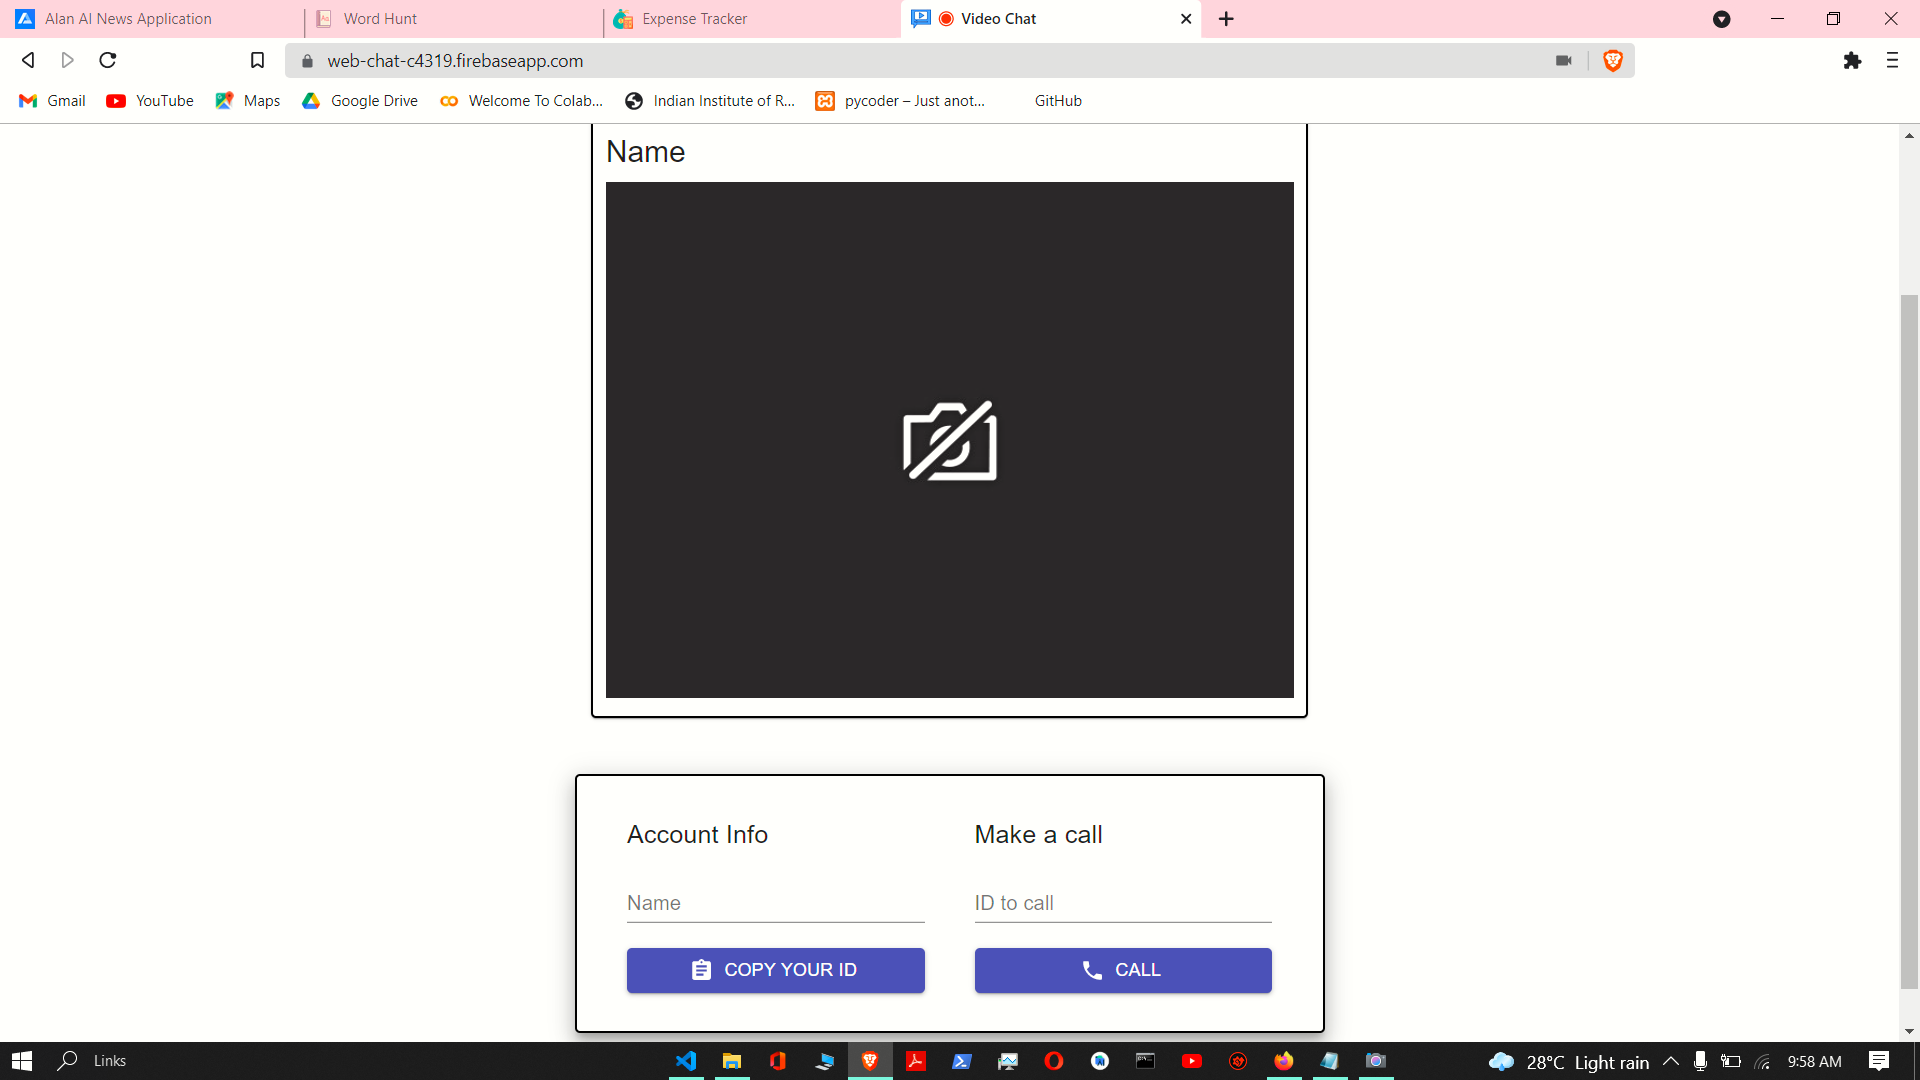 Alan AI News Application
Word Hunt
Expense Tracker
Video Chat
web-chat-c4319.firebaseapp.com
Gmail
YouTube
Maps
Google Drive
Welcome To Colab...
Indian Institute of R...
pycoder – Just anot...
GitHub
Name
Account Info
Make a call
Name
ID to call
COPY YOUR ID
CALL
Links
28°C Light rain
9:58 AM